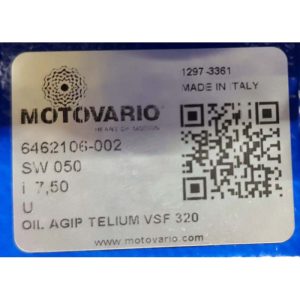 1297-3361
MADE IN ITALY
MOTOVARIO®
HEART OF MOTION
6462106-002
SW 050
i 7,50
U
OIL AGIP TELIUM VSF 320
www.motovario.com